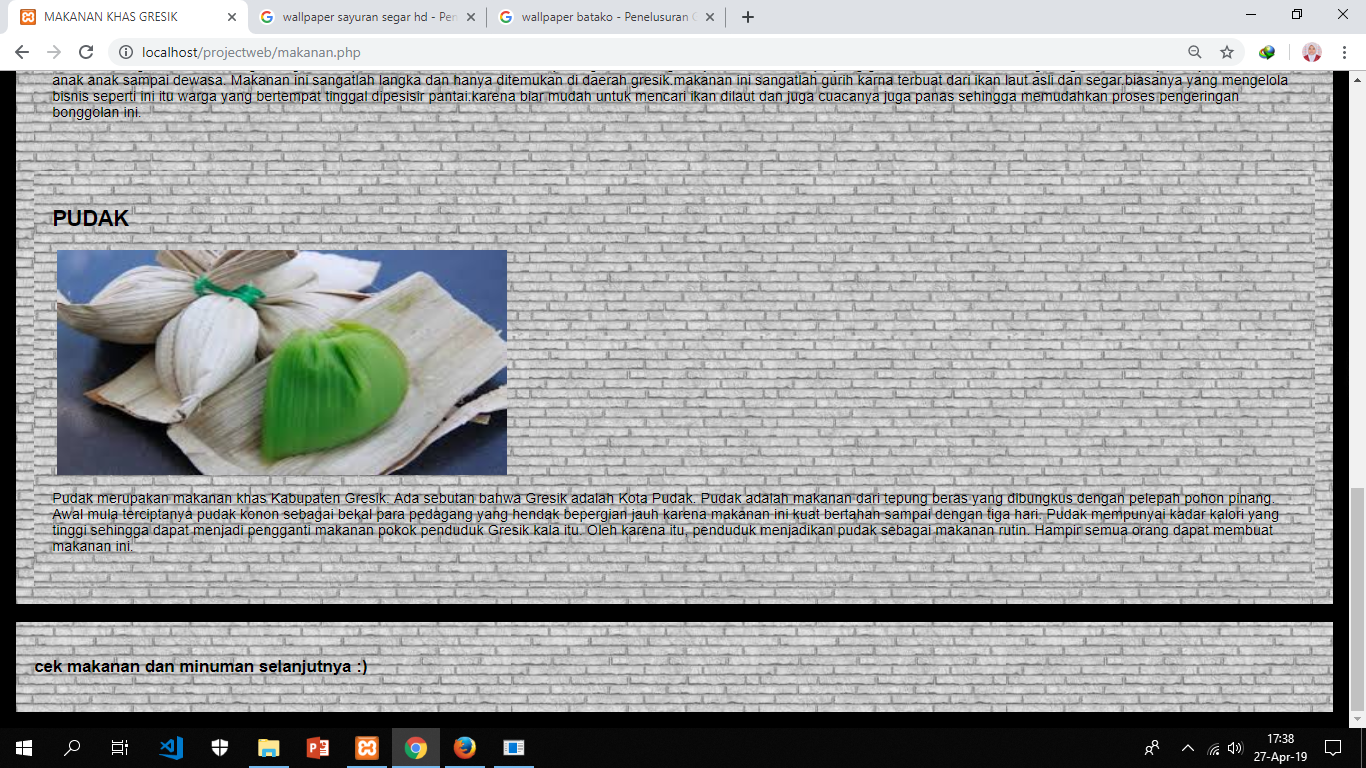 MAKANAN KHAS GRESIK
wallpaper sayuran segar hd - Pen
wallpaper batako - Penelusuran G
localhost/projectweb/makanan.php
anak anak sampai dewasa. Makanan ini sangatlah langka dan hanya ditemukan di daerah gresik.makanan ini sangatlah gurih karna terbuat dari ikan laut asli dan segar.biasanya yang mengelola
bisnis seperti ini itu warga yang bertempat tinggal dipesisir pantai.karena biar mudah untuk mencari ikan dilaut dan juga cuacanya juga panas sehingga memudahkan proses pengeringan
bonggolan ini.
PUDAK
Pudak merupakan makanan khas Kabupaten Gresik. Ada sebutan bahwa Gresik adalah Kota Pudak. Pudak adalah makanan dari tepung beras yang dibungkus dengan pelepah pohon pinang.
Awal mula terciptanya pudak konon sebagai bekal para pedagang yang hendak bepergian jauh karena makanan ini kuat bertahan sampai dengan tiga hari. Pudak mempunyai kadar kalori yang
tinggi sehingga dapat menjadi pengganti makanan pokok penduduk Gresik kala itu. Oleh karena itu, penduduk menjadikan pudak sebagai makanan rutin. Hampir semua orang dapat membuat
makanan ini.
cek makanan dan minuman selanjutnya :)
17:38
27-Apr-19